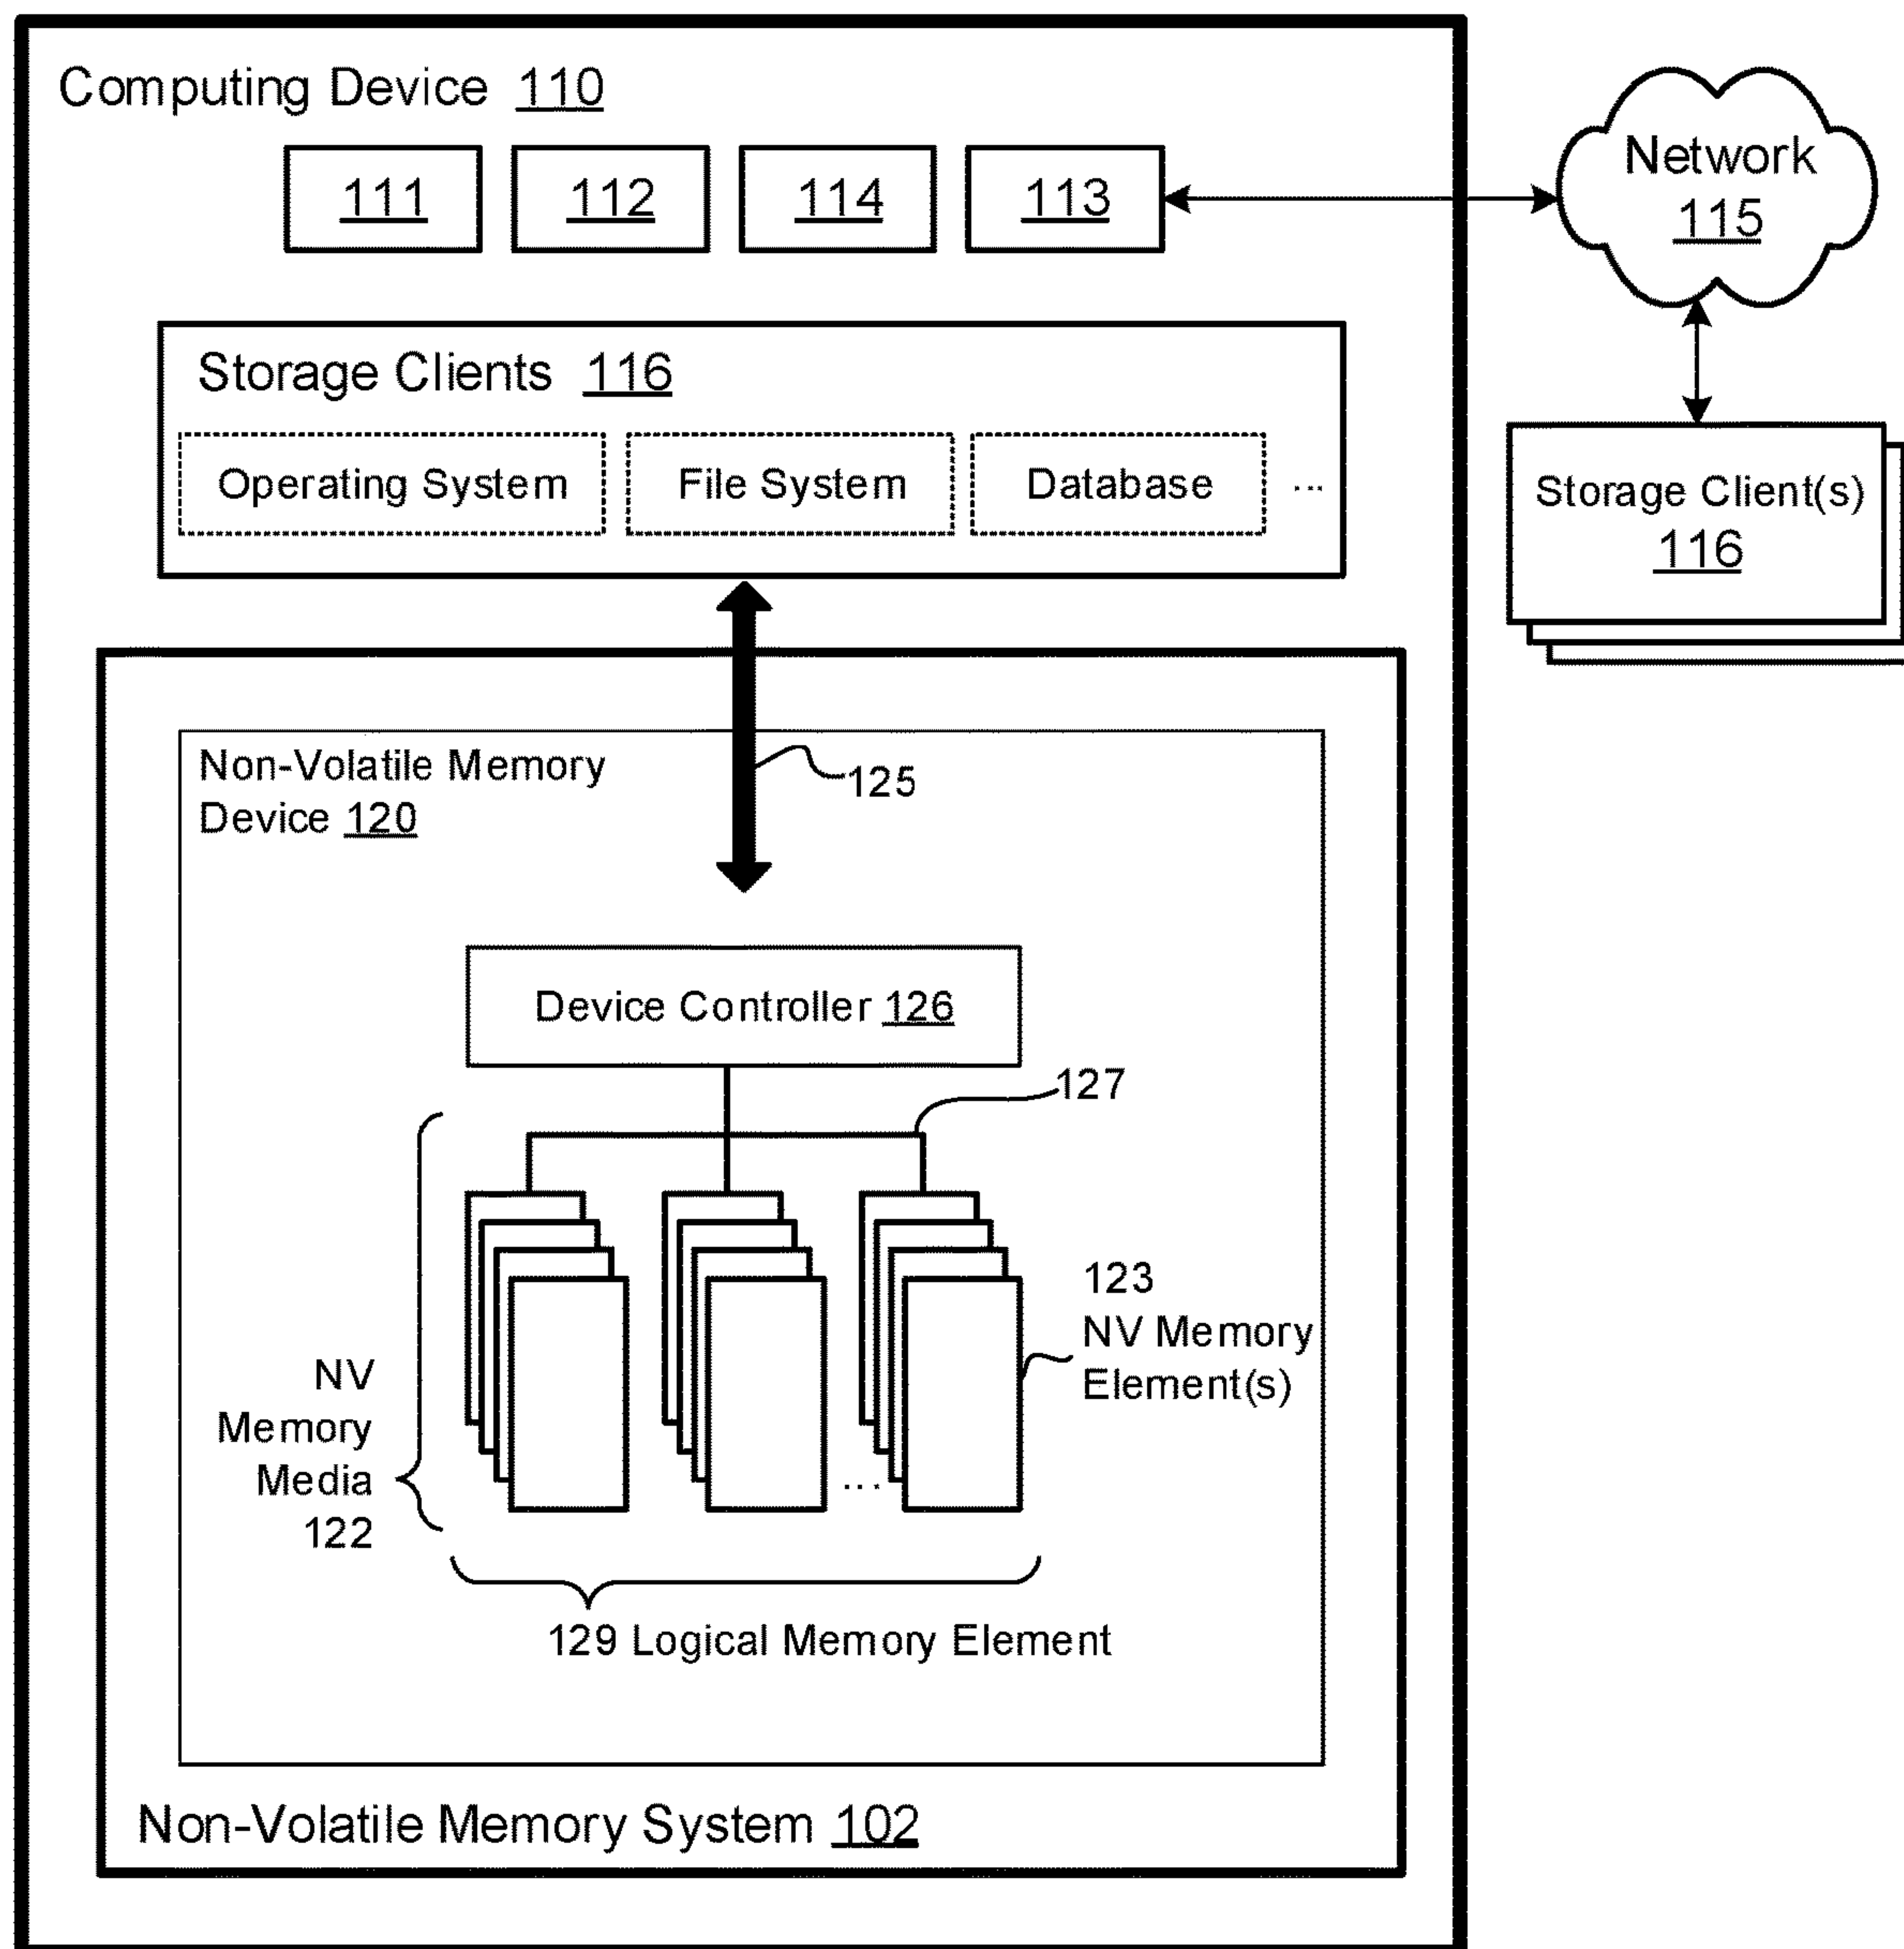 Computing Device 110
111
112
114
113
Network
115
Storage Clients 116
Operating System
File System
Database
...
Storage Client(s)
116
Non-Volatile Memory
Device 120
125
Device Controller 126
127
123
NV Memory
Element(s)
NV
Memory
Media
122
...
129 Logical Memory Element
Non-Volatile Memory System 102